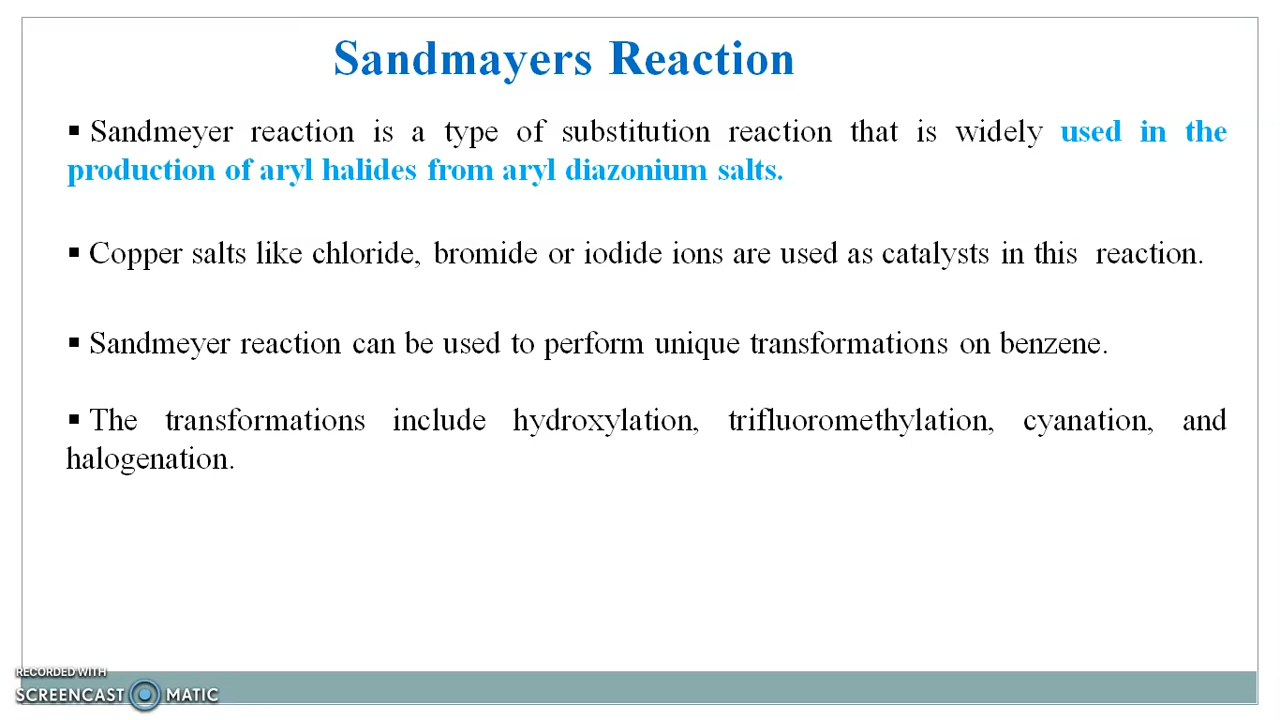 Sandmayers Reaction
▪ Sandmeyer reaction is a type of substitution reaction that is widely used in the
production of aryl halides from aryl diazonium salts.
▪ Copper salts like chloride, bromide or iodide ions are used as catalysts in this reaction.
▪ Sandmeyer reaction can be used to perform unique transformations on benzene.
▪ The transformations include hydroxylation, trifluoromethylation, cyanation, and
halogenation.
RECORDED WITH
SCREENCAST MATIC